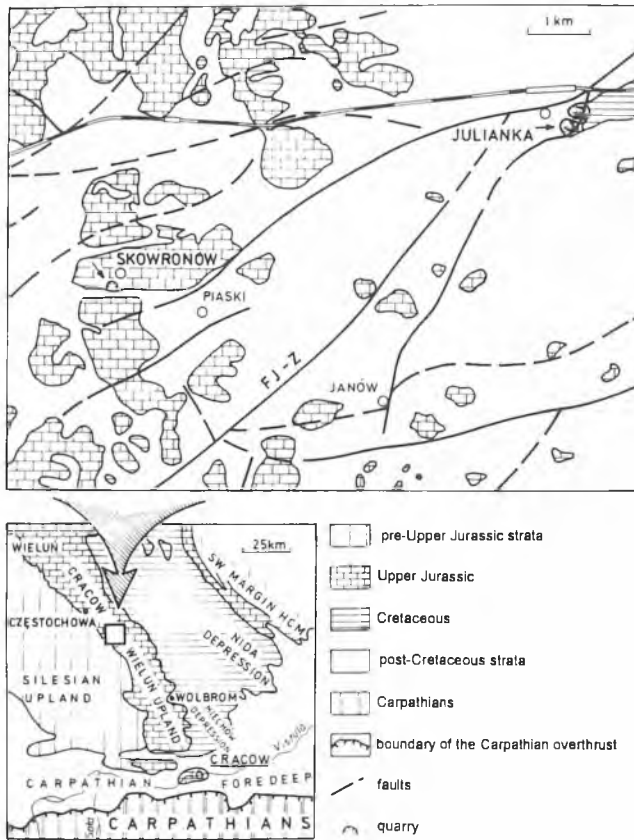 1 km
JULIANKA
SKOWRONÓW
PIASKI
FJ-Z
JANÓW
25km
WIELUŃ
CRACOW
SW MARGIN HCMS
CZĘSTOCHOWA
NIDA
DEPRESSION
WIELUŃ UPLAND
SILESIAN
UPLAND
WOLBROM
MIECHÓW
DEPRESSION
Vistula
CRACOW
CARPATHIAN FOREDEEP
CARPATHIANS
pre-Upper Jurassic strata
Upper Jurassic
Cretaceous
post-Cretaceous strata
Carpathians
boundary of the Carpathian overthrust
faults
quarry